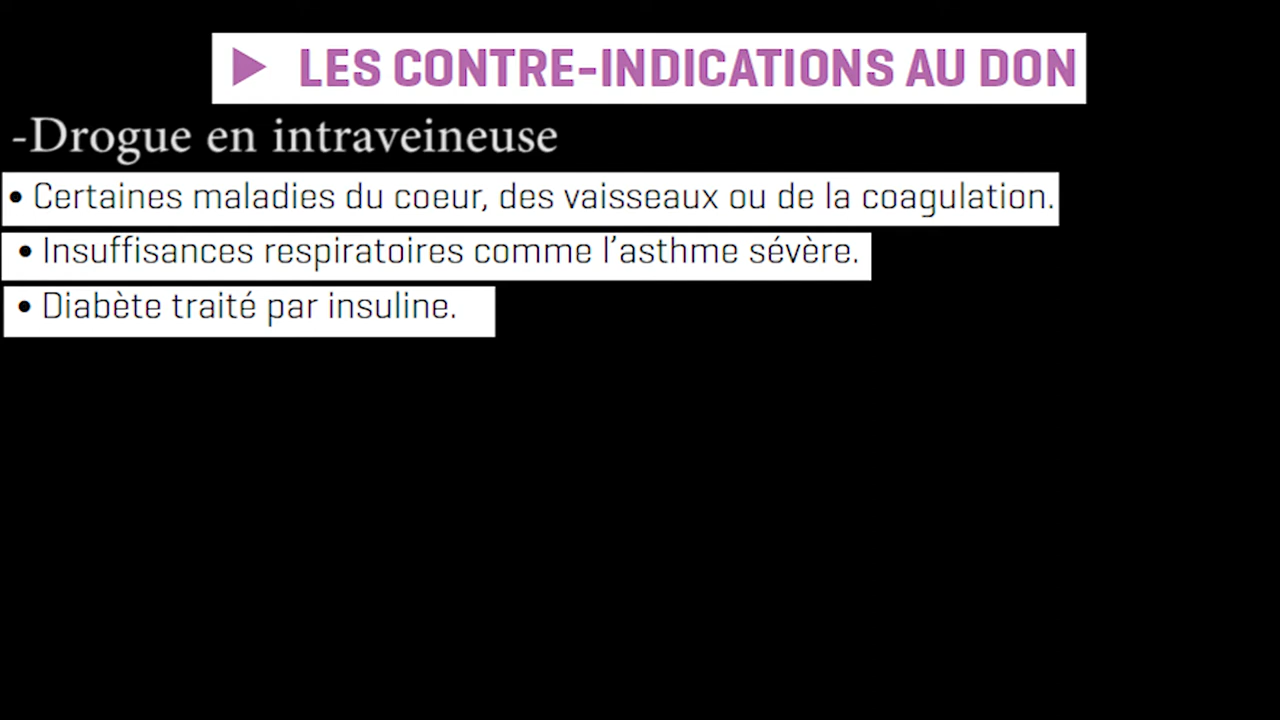 ▶ LES CONTRE-INDICATIONS AU DON
-Drogue en intraveineuse
• Certaines maladies du coeur, des vaisseaux ou de la coagulation.
• Insuffisances respiratoires comme l'asthme sévère.
• Diabète traité par insuline.